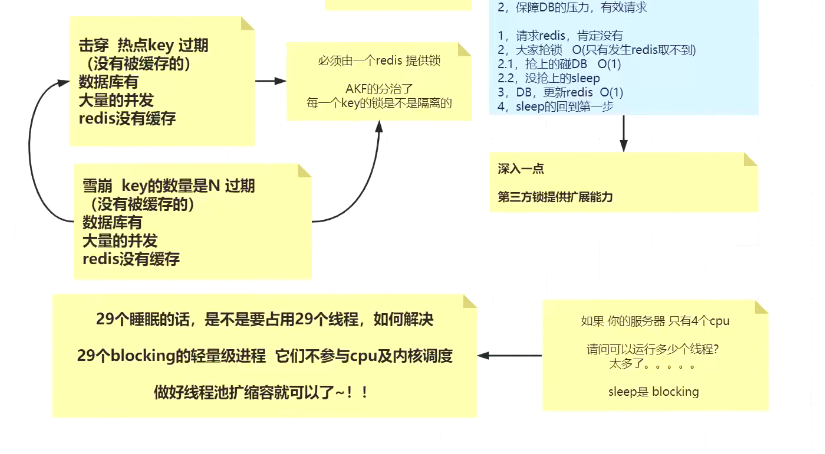 2，保障DB的压力，有效请求
1，请求redis，肯定没有
2，大家抢锁   O(只有发生redis取不到)
2.1，抢上的碰DB   O(1)
2.2，没抢上的sleep
3，DB，更新redis  O(1)
4，sleep的回到第一步
击穿  热点key 过期
（没有被缓存的）
数据库有
大量的并发
redis没有缓存
必须由一个redis 提供锁
AKF的分治了
每一个key的锁是不是隔离的
深入一点
第三方锁提供扩展能力
雪崩  key的数量是N 过期
（没有被缓存的）
数据库有
大量的并发
redis没有缓存
29个睡眠的话，是不是要占用29个线程，如何解决
29个blocking的轻量级进程  它们不参与cpu及内核调度
做好线程池扩缩容就可以了~！！
如果 你的服务器 只有4个cpu
请问可以运行多少个线程?
太多了。。。。。
sleep是 blocking